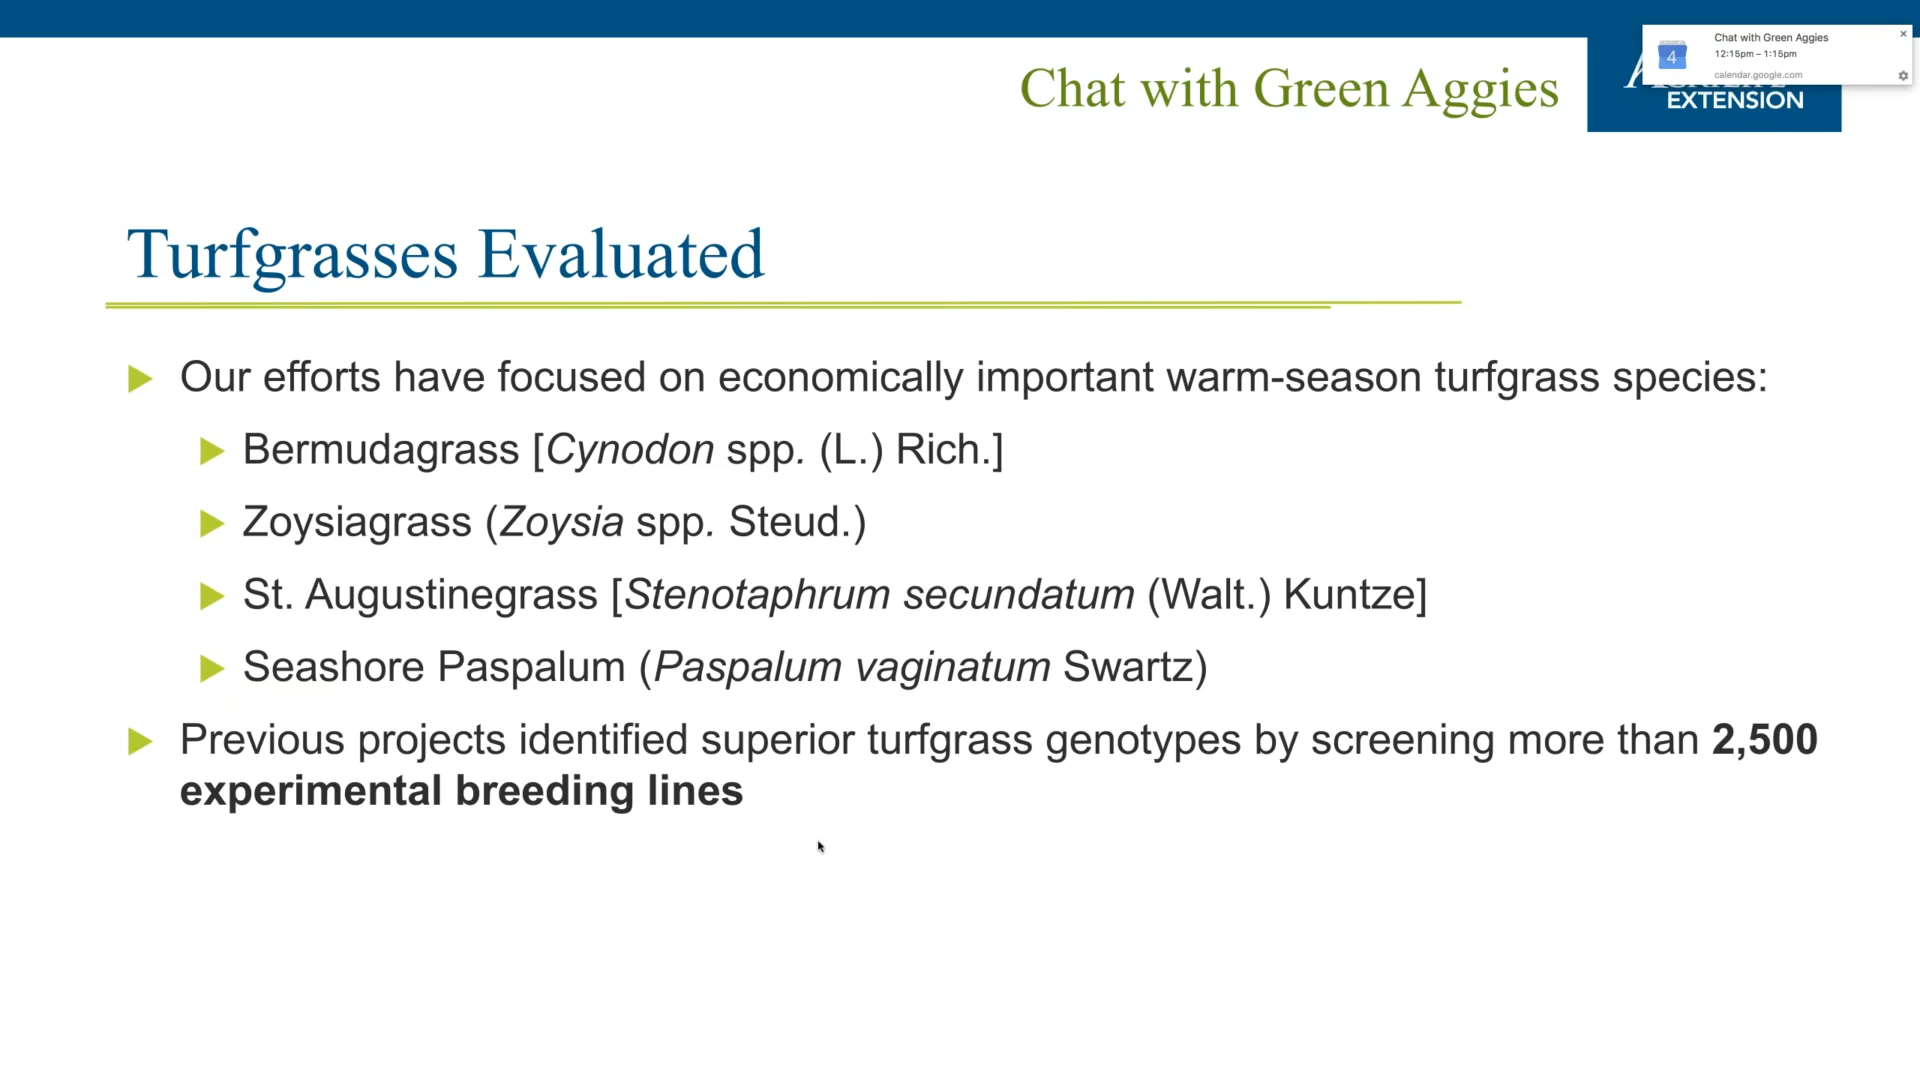 Chat with Green Aggies
12:15pm – 1:15pm
calendar.google.com
4
Chat with Green Aggies
EXTENSION
Turfgrasses Evaluated
Our efforts have focused on economically important warm-season turfgrass species:
Bermudagrass [Cynodon spp. (L.) Rich.]
Zoysiagrass (Zoysia spp. Steud.)
St. Augustinegrass [Stenotaphrum secundatum (Walt.) Kuntze]
Seashore Paspalum (Paspalum vaginatum Swartz)
Previous projects identified superior turfgrass genotypes by screening more than 2,500
experimental breeding lines